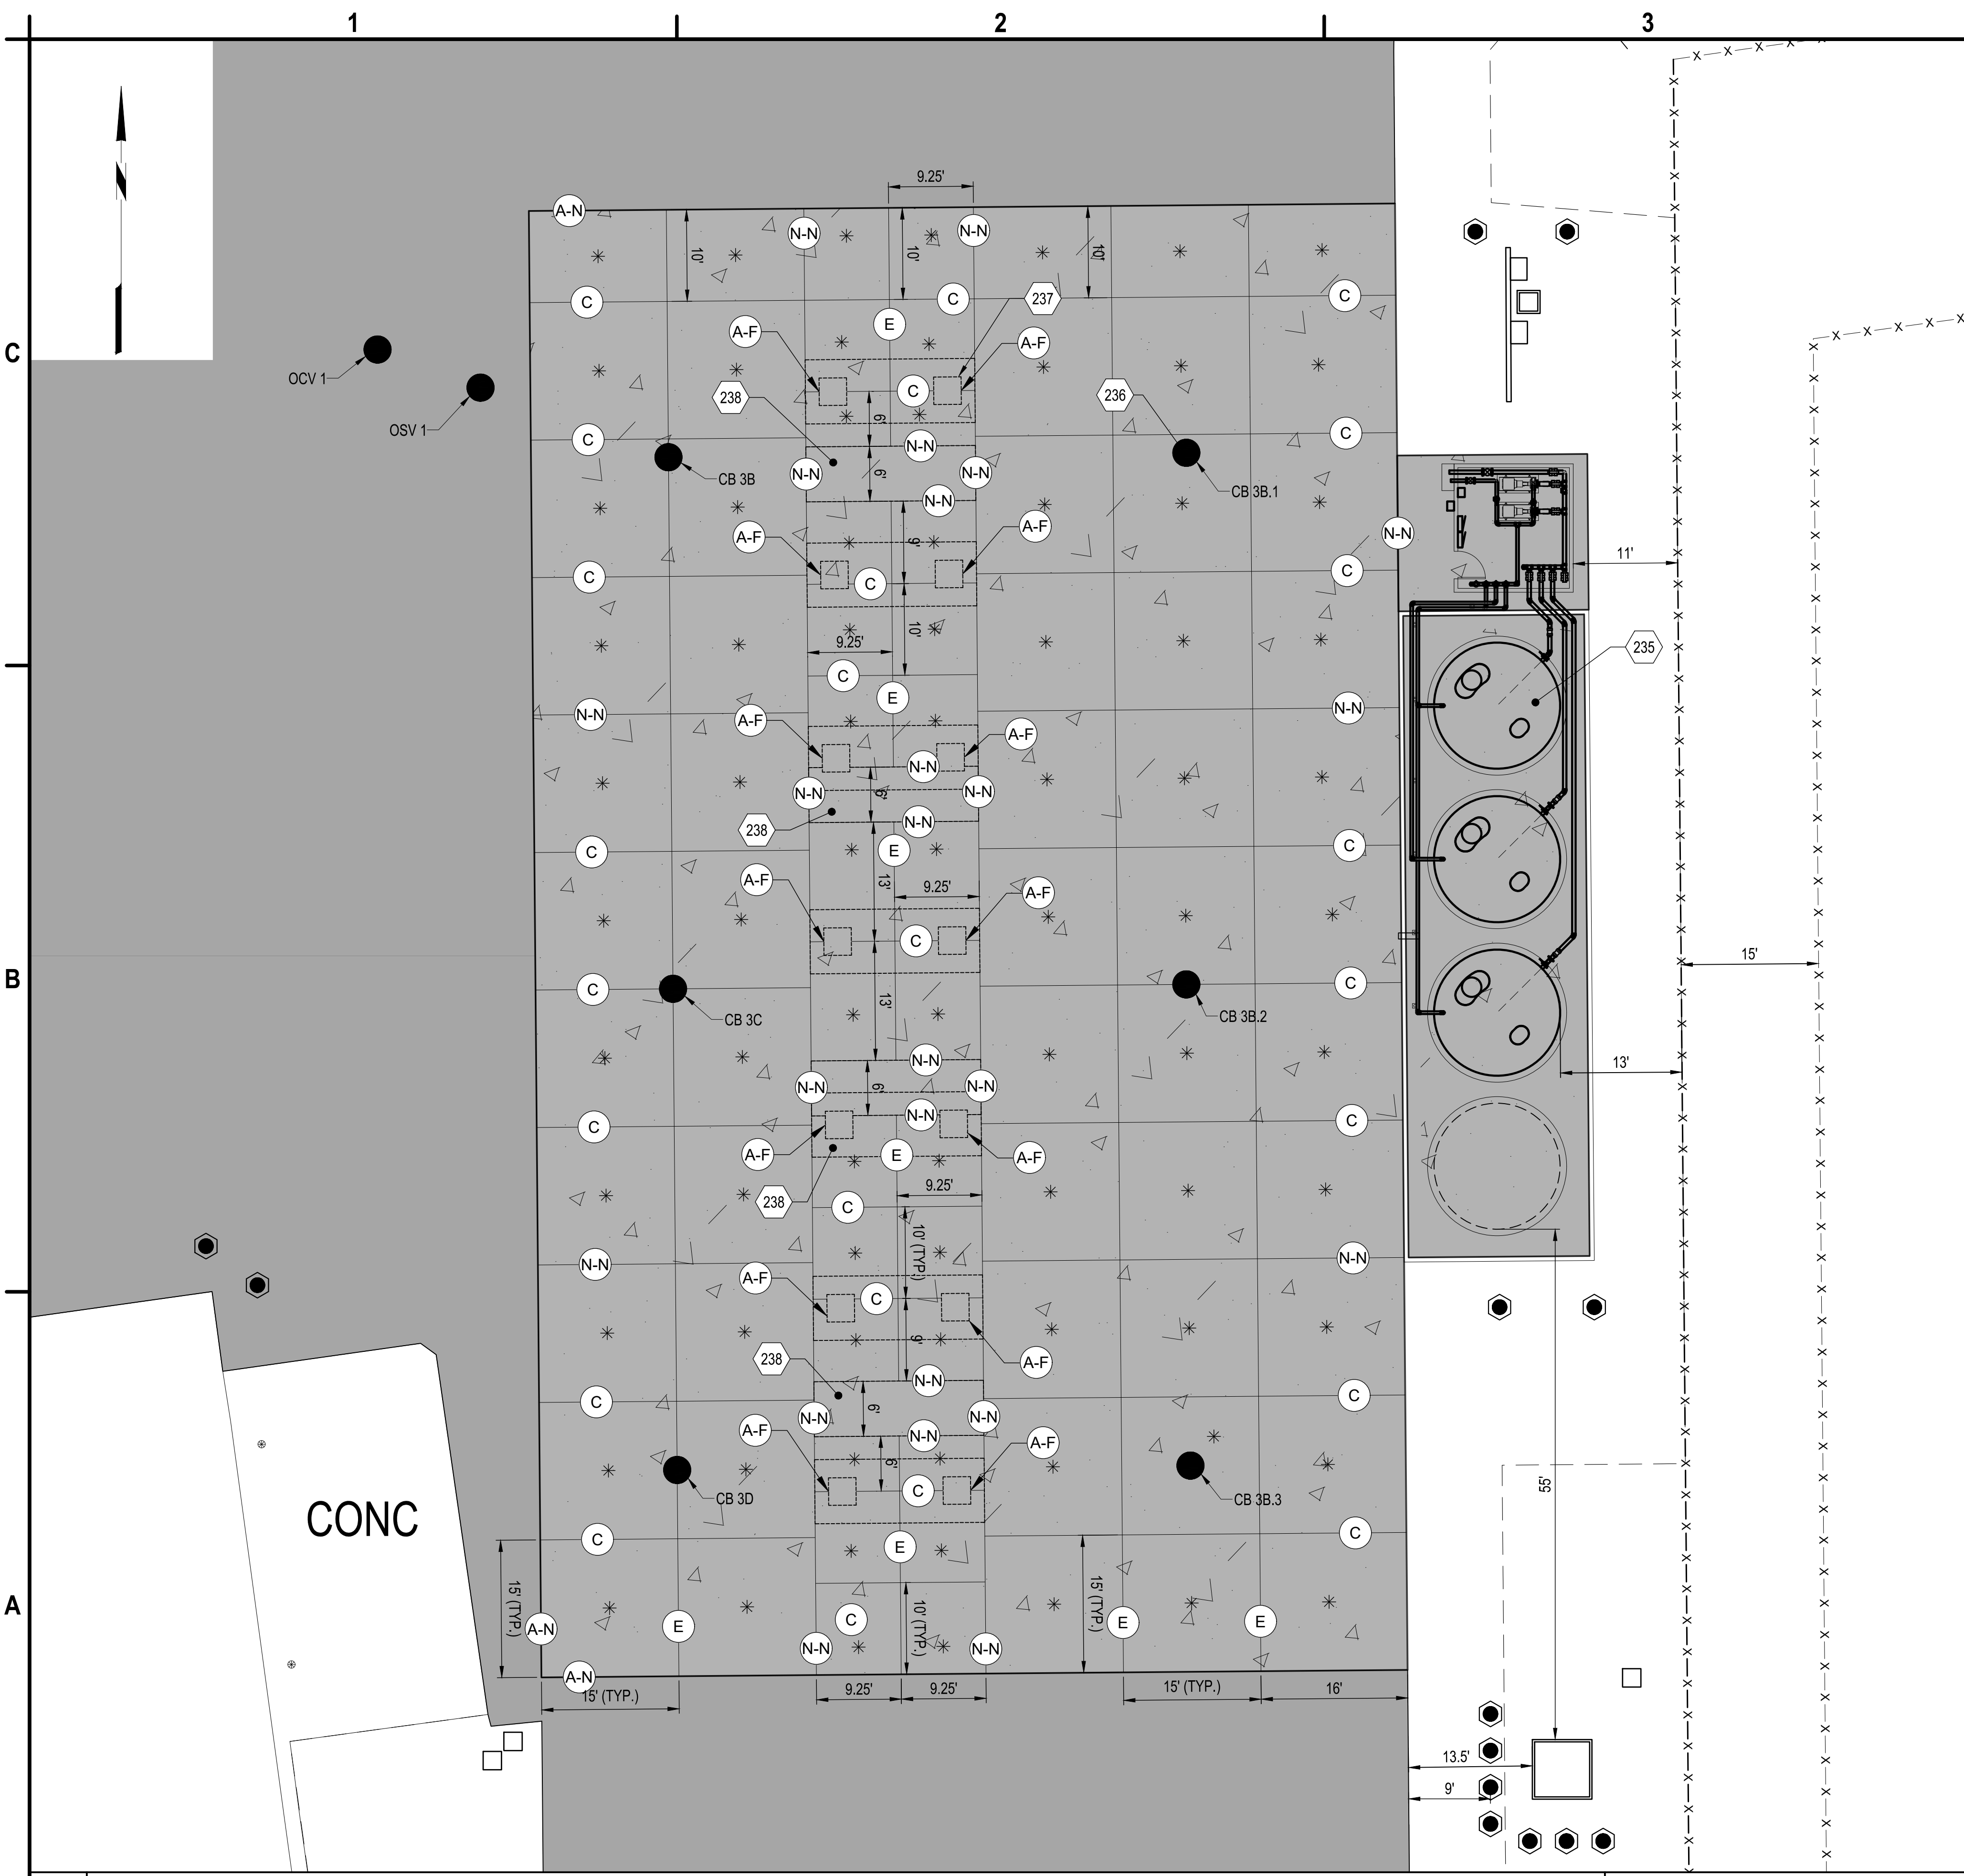 1
2
3
N
9.25'
A-N
N-N
N-N
10'
10'
10'
C
C
237
C
E
A-F
A-F
C
OCV 1
238
236
6'
OSV 1
C
N-N
C
CB 3B
N-N
6'
N-N
CB 3B.1
N-N
A-F
9'
A-F
N-N
11'
C
C
C
10'
9.25'
235
C
E
N-N
A-F
A-F
N-N
N-N
N-N
6'
N-N
238
N-N
C
E
C
13'
A-F
9.25'
A-F
C
B
15'
C
13'
C
CB 3C
CB 3B.2
N-N
13'
N-N
6'
N-N
C
N-N
C
A-F
E
A-F
9.25'
238
C
10' (TYP.)
N-N
N-N
A-F
C
9'
238
A-F
N-N
C
6'
C
N-N
N-N
A-F
N-N
A-F
6'
CB 3D
C
CB 3B.3
55'
CONC
C
E
C
15' (TYP.)
15' (TYP.)
10' (TYP.)
A
A-N
E
C
E
E
N-N
N-N
A-N
15' (TYP.)
9.25'
9.25'
15' (TYP.)
16'
13.5'
9'